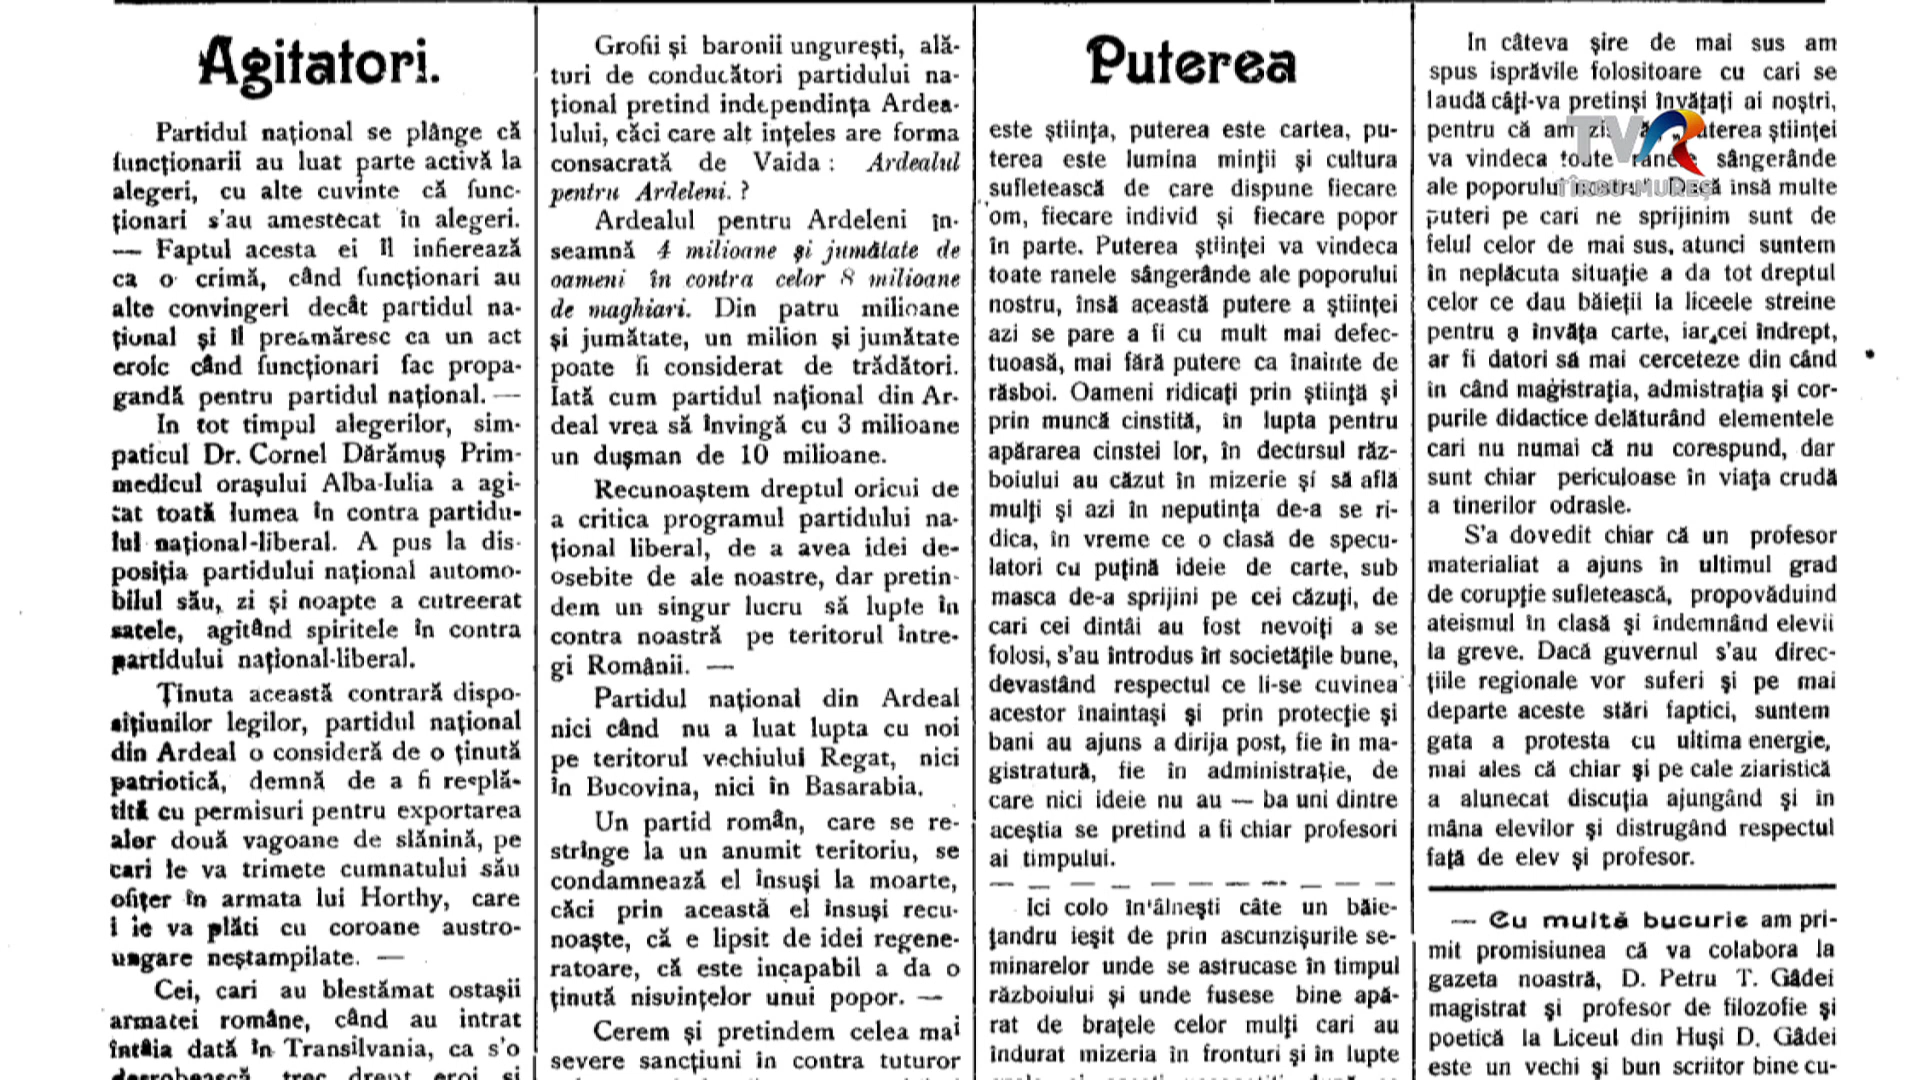 Agitatori.
Partidul național se plânge că
funcționarii au luat parte activă la
alegeri, cu alte cuvinte că func-
ționari s'au amestecat in alegeri.
— Faptul acesta ei îl infierează
ca o crimă, când funcționari au
alte convingeri decât partidul na-
țional și îl preamăresc ca un act
eroic când funcționari fac propa-
gandă pentru partidul național. —
In tot timpul alegerilor, sim-
paticul Dr. Cornel Dărămuș Prim-
medicul orașului Alba-Iulia a agi-
tat toată lumea în contra partidu-
lui național-liberal. A pus la dis-
poziția partidului național automo-
bilul său, zi și noapte a cutreerat
satele, agitând spiritele în contra
partidului național-liberal.
Ținuta această contrară dispo-
sițiunilor legilor, partidul național
din Ardeal o consideră de o ținută
patriotică, demnă de a fi resplă-
tită cu permisuri pentru exportarea
alor două vagoane de slănină, pe
cari le va trimete cumnatului său
ofițer în armata lui Horthy, care
i le va plăti cu coroane austro-
ungare neștampilate. —
Cei, cari au blestămat ostașii
armatei române, când au intrat
întâia dată în Transilvania, ca s'o
desrobească, trec drept eroi și
Grofii și baronii ungurești, ală-
turi de conducători partidului na-
țional pretind independința Ardea-
lului, căci care alt ințeles are forma
consacrată de Vaida : Ardealul
pentru Ardeleni. ?
Ardealul pentru Ardeleni în-
seamnă 4 milioane și jumătate de
oameni în contra celor 8 milioane
de maghiari. Din patru milioane
și jumătate, un milion și jumătate
poate fi considerat de trădători.
Iată cum partidul național din Ar-
deal vrea să învingă cu 3 milioane
un dușman de 10 milioane.
Recunoaștem dreptul oricui de
a critica programul partidului na-
țional liberal, de a avea idei de-
osebite de ale noastre, dar pretin-
dem un singur lucru să lupte în
contra noastră pe teritorul între-
gi Românii. —
Partidul național din Ardeal
nici când nu a luat lupta cu noi
pe teritorul vechiului Regat, nici
în Bucovina, nici în Basarabia.
Un partid român, care se re-
strînge la un anumit teritoriu, se
condamnează el însuși la moarte,
căci prin această el însuși recu-
noaște, că e lipsit de idei regene-
ratoare, că este incapabil a da o
ținută nisuințelor unui popor. —
Cerem și pretindem celea mai
severe sancțiuni în contra tuturor
Puterea
este știința, puterea este cartea, pu-
terea este lumina minții și cultura
sufletească de care dispune fiecare
om, fiecare individ și fiecare popor
în parte. Puterea științei va vindeca
toate ranele sângerânde ale poporului
nostru, însă această putere a științei
azi se pare a fi cu mult mai defec-
tuoasă, mai fără putere ca înainte de
răsboi. Oameni ridicați prin știință și
prin muncă cinstită, în lupta pentru
apărarea cinstei lor, în decursul răz-
boiului au căzut în mizerie și să află
mulți și azi în neputința de-a se ri-
dica, în vreme ce o clasă de specu-
latori cu puțină ideie de carte, sub
masca de-a sprijini pe cei căzuți, de
cari cei dintâi au fost nevoiți a se
folosi, s'au întrodus în societățile bune,
devastând respectul ce li-se cuvinea
acestor înaintași și prin protecție și
bani au ajuns a dirija post, fie în ma-
gistratură, fie în administrație, de
care nici ideie nu au — ba uni dintre
aceștia se pretind a fi chiar profesori
ai timpului.
Ici colo în'âlnești câte un băie-
țandru ieșit de prin ascunzișurile se-
minarelor unde se astrucase în timpul
războiului și unde fusese bine apă-
rat de brațele celor mulți cari au
îndurat mizeria în fronturi și în lupte
In câteva șire de mai sus am
spus isprăvile folositoare cu cari se
laudă câți-va pretinși învățați ai noștri,
pentru că am puterea științei
va vindeca toate ranele sângerânde
ale poporului nostru". Dacă însă multe
puteri pe cari ne sprijinim sunt de
felul celor de mai sus, atunci suntem
în neplăcuta situație a da tot dreptul
celor ce dau băieții la liceele streine
pentru a învăța carte, iar cei îndrept,
ar fi datori să mai cerceteze din când
în când magistrația, admistrația și cor-
purile didactice delăturând elementele
cari nu numai că nu corespund, dar
sunt chiar periculoase în viața crudă
a tinerilor odrasle.
S'a dovedit chiar că un profesor
materialiat a ajuns în ultimul grad
de corupție sufletească, propovăduind
ateismul în clasă și îndemnând elevii
la greve. Dacă guvernul s'au direc-
țiile regionale vor suferi și pe mai
departe aceste stări faptici, suntem
gata a protesta cu ultima energie,
mai ales că chiar și pe cale ziaristică
a alunecat discuția ajungând și în
mâna elevilor și distrugând respectul
față de elev și profesor.
— Cu multă bucurie am pri-
mit promisiunea că va colabora la
gazeta noastră, D. Petru T. Gâdei
magistrat și profesor de filozofie și
poetică la Liceul din Huși D. Gâdei
este un vechi și bun scriitor bine cu-
TVR
TÎRGU-MUREȘ